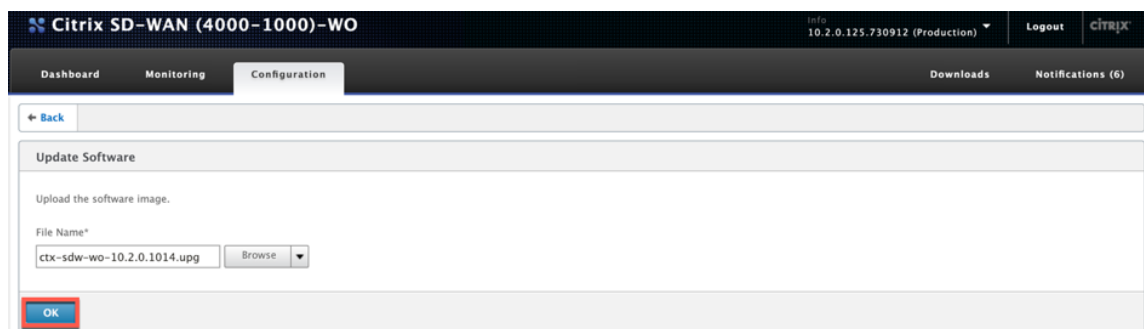 Citrix SD-WAN (4000-1000)-WO
Info
10.2.0.125.730912 (Production)
Logout
CITRIX
Dashboard Monitoring Configuration Downloads Notifications (6)
← Back
Update Software
Upload the software image.
File Name*
ctx-sdw-wo-10.2.0.1014.upg Browse
OK